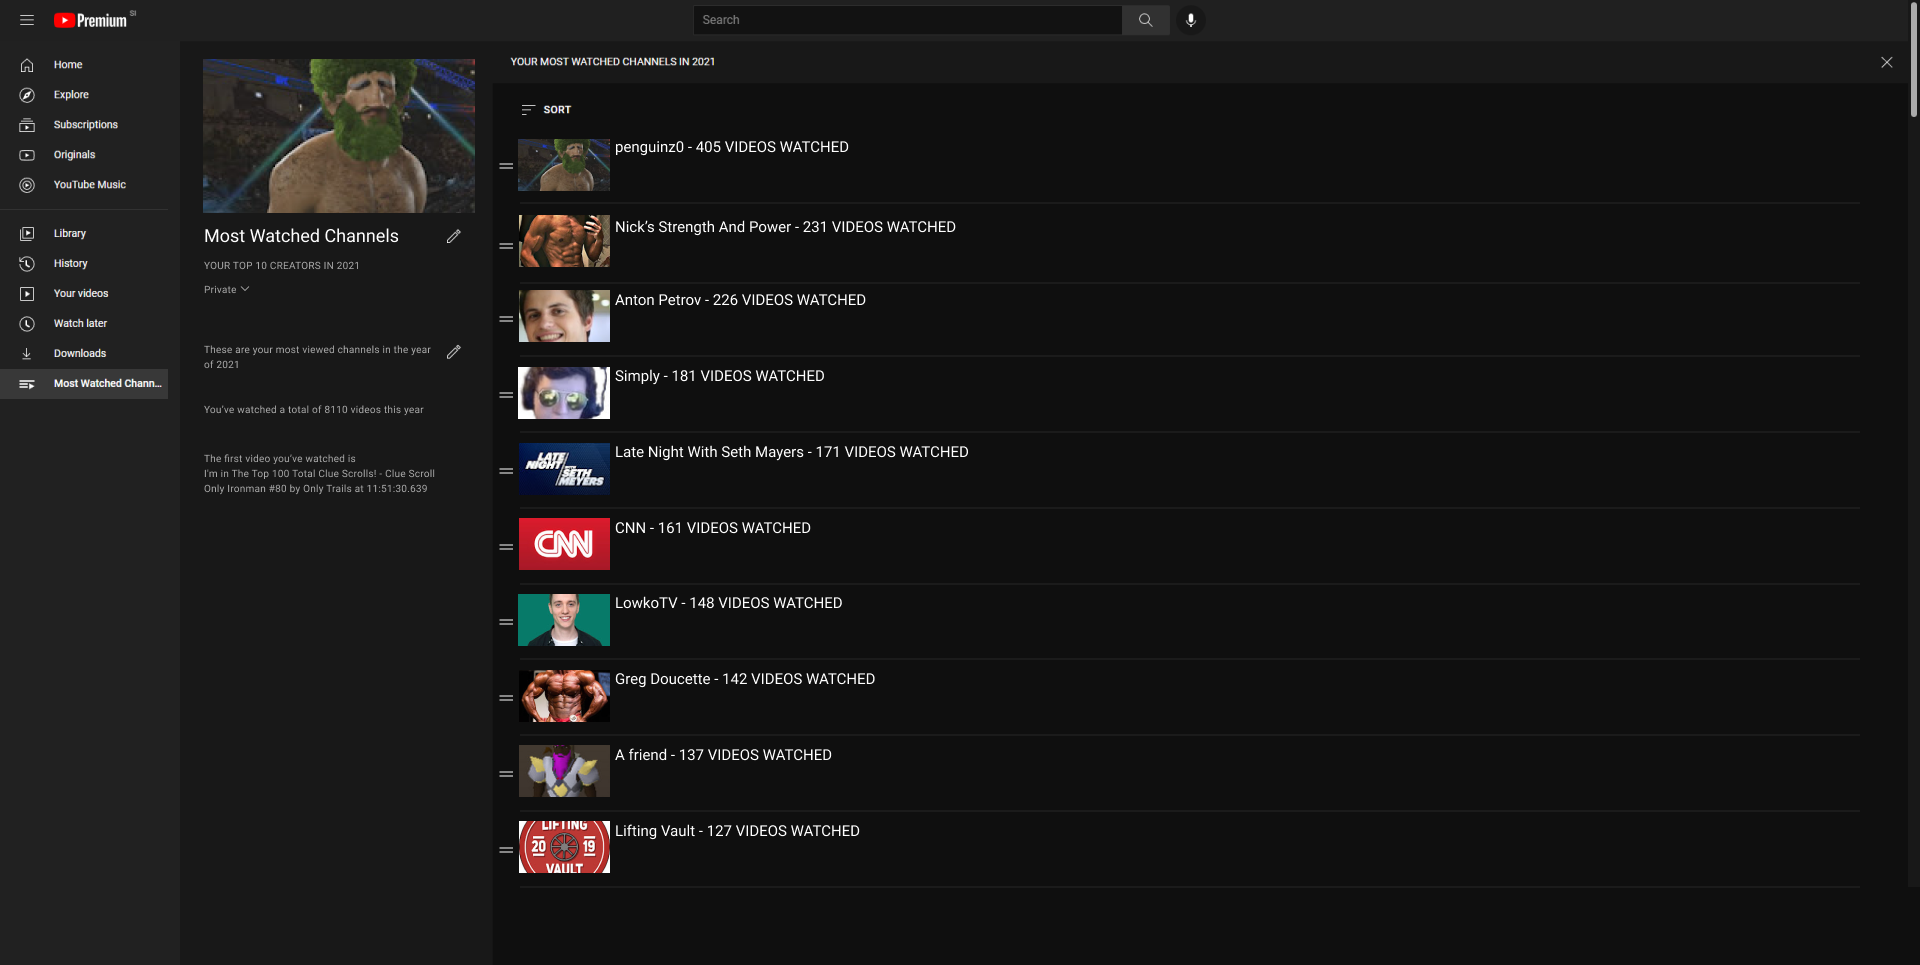 Premium SI
Search
Home
Explore
Subscriptions
Originals
YouTube Music
Library
History
Your videos
Watch later
Downloads
Most Watched Chann...
Most Watched Channels
YOUR TOP 10 CREATORS IN 2021
Private
These are your most viewed channels in the year
of 2021
You've watched a total of 8110 videos this year
The first video you've watched is
I'm in The Top 100 Total Clue Scrolls! - Clue Scroll
Only Ironman #80 by Only Trails at 11:51:30.639
YOUR MOST WATCHED CHANNELS IN 2021
SORT
penguinz0 - 405 VIDEOS WATCHED
Nick's Strength And Power - 231 VIDEOS WATCHED
Anton Petrov - 226 VIDEOS WATCHED
Simply - 181 VIDEOS WATCHED
LATE
NIGHT WITH
SETH
MEYERS
Late Night With Seth Mayers - 171 VIDEOS WATCHED
CNN
CNN - 161 VIDEOS WATCHED
LowkoTV - 148 VIDEOS WATCHED
Greg Doucette - 142 VIDEOS WATCHED
A friend - 137 VIDEOS WATCHED
LIFTING
20 19
VAULT
Lifting Vault - 127 VIDEOS WATCHED